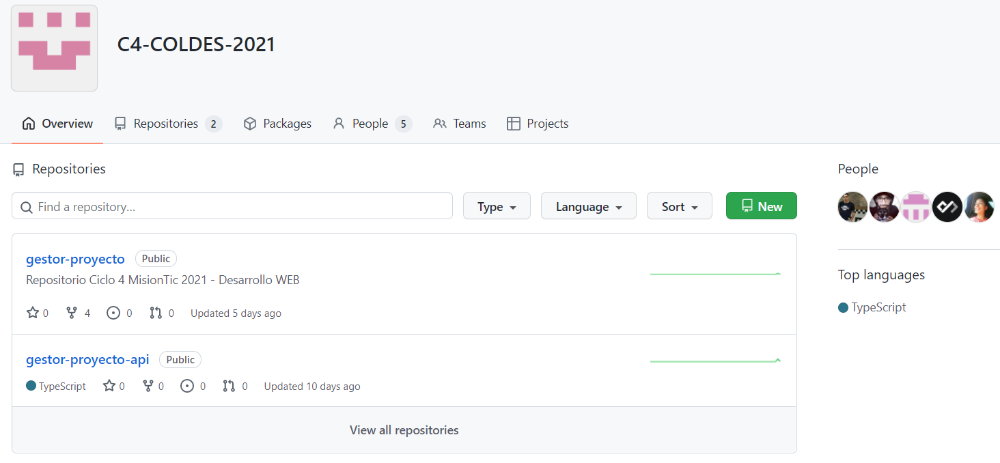 C4-COLDES-2021
Overview Repositories 2 Packages People 5 Teams Projects
Repositories
Find a repository... Type Language Sort New
gestor-proyecto Public
Repositorio Ciclo 4 MisionTic 2021 - Desarrollo WEB
0 4 0 0 Updated 5 days ago
gestor-proyecto-api Public
TypeScript 0 0 0 0 Updated 10 days ago
View all repositories
People
Top languages
TypeScript